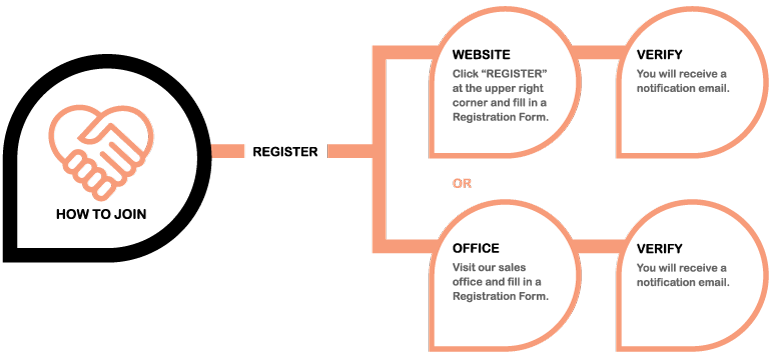 HOW TO JOIN
REGISTER
WEBSITE
Click “REGISTER”
at the upper right
corner and fill in a
Registration Form.
VERIFY
You will receive a
notification email.
OR
OFFICE
Visit our sales
office and fill in a
Registration Form.
VERIFY
You will receive a
notification email.